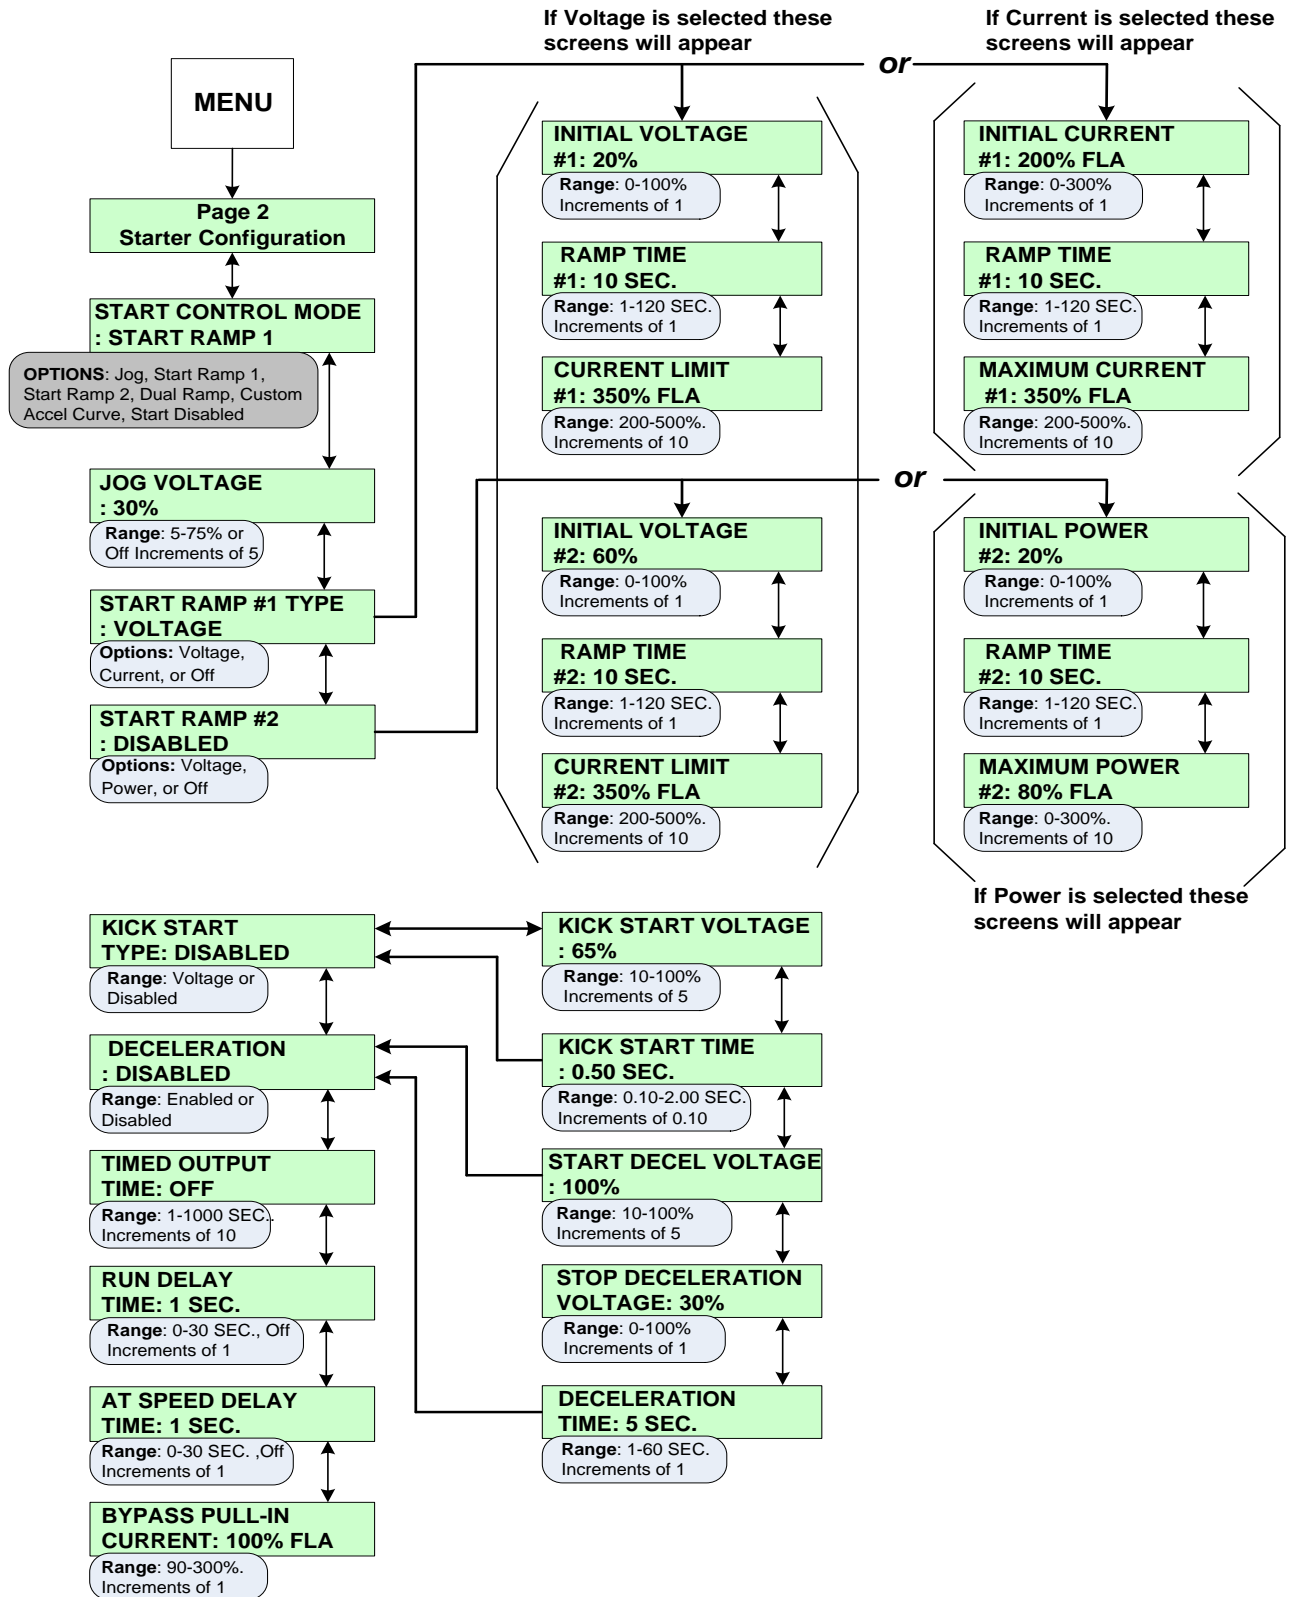 If Voltage is selected these
screens will appear
If Current is selected these
screens will appear
or
MENU
Page 2
Starter Configuration
START CONTROL MODE
: START RAMP 1
OPTIONS: Jog, Start Ramp 1,
Start Ramp 2, Dual Ramp, Custom
Accel Curve, Start Disabled
JOG VOLTAGE
: 30%
Range: 5-75% or
Off Increments of 5
START RAMP #1 TYPE
: VOLTAGE
Options: Voltage,
Current, or Off
START RAMP #2
: DISABLED
Options: Voltage,
Power, or Off
INITIAL VOLTAGE
#1: 20%
Range: 0-100%
Increments of 1
RAMP TIME
#1: 10 SEC.
Range: 1-120 SEC.
Increments of 1
CURRENT LIMIT
#1: 350% FLA
Range: 200-500%.
Increments of 10
INITIAL CURRENT
#1: 200% FLA
Range: 0-300%
Increments of 1
RAMP TIME
#1: 10 SEC.
Range: 1-120 SEC.
Increments of 1
MAXIMUM CURRENT
#1: 350% FLA
Range: 200-500%.
Increments of 10
or
INITIAL VOLTAGE
#2: 60%
Range: 0-100%
Increments of 1
RAMP TIME
#2: 10 SEC.
Range: 1-120 SEC.
Increments of 1
CURRENT LIMIT
#2: 350% FLA
Range: 200-500%.
Increments of 10
INITIAL POWER
#2: 20%
Range: 0-100%
Increments of 1
RAMP TIME
#2: 10 SEC.
Range: 1-120 SEC.
Increments of 1
MAXIMUM POWER
#2: 80% FLA
Range: 0-300%.
Increments of 10
If Power is selected these
screens will appear
KICK START
TYPE: DISABLED
Range: Voltage or
Disabled
DECELERATION
: DISABLED
Range: Enabled or
Disabled
TIMED OUTPUT
TIME: OFF
Range: 1-1000 SEC..
Increments of 10
RUN DELAY
TIME: 1 SEC.
Range: 0-30 SEC., Off
Increments of 1
AT SPEED DELAY
TIME: 1 SEC.
Range: 0-30 SEC. ,Off
Increments of 1
BYPASS PULL-IN
CURRENT: 100% FLA
Range: 90-300%.
Increments of 1
KICK START VOLTAGE
: 65%
Range: 10-100%
Increments of 5
KICK START TIME
: 0.50 SEC.
Range: 0.10-2.00 SEC.
Increments of 0.10
START DECEL VOLTAGE
: 100%
Range: 10-100%
Increments of 5
STOP DECELERATION
VOLTAGE: 30%
Range: 0-100%
Increments of 1
DECELERATION
TIME: 5 SEC.
Range: 1-60 SEC.
Increments of 1